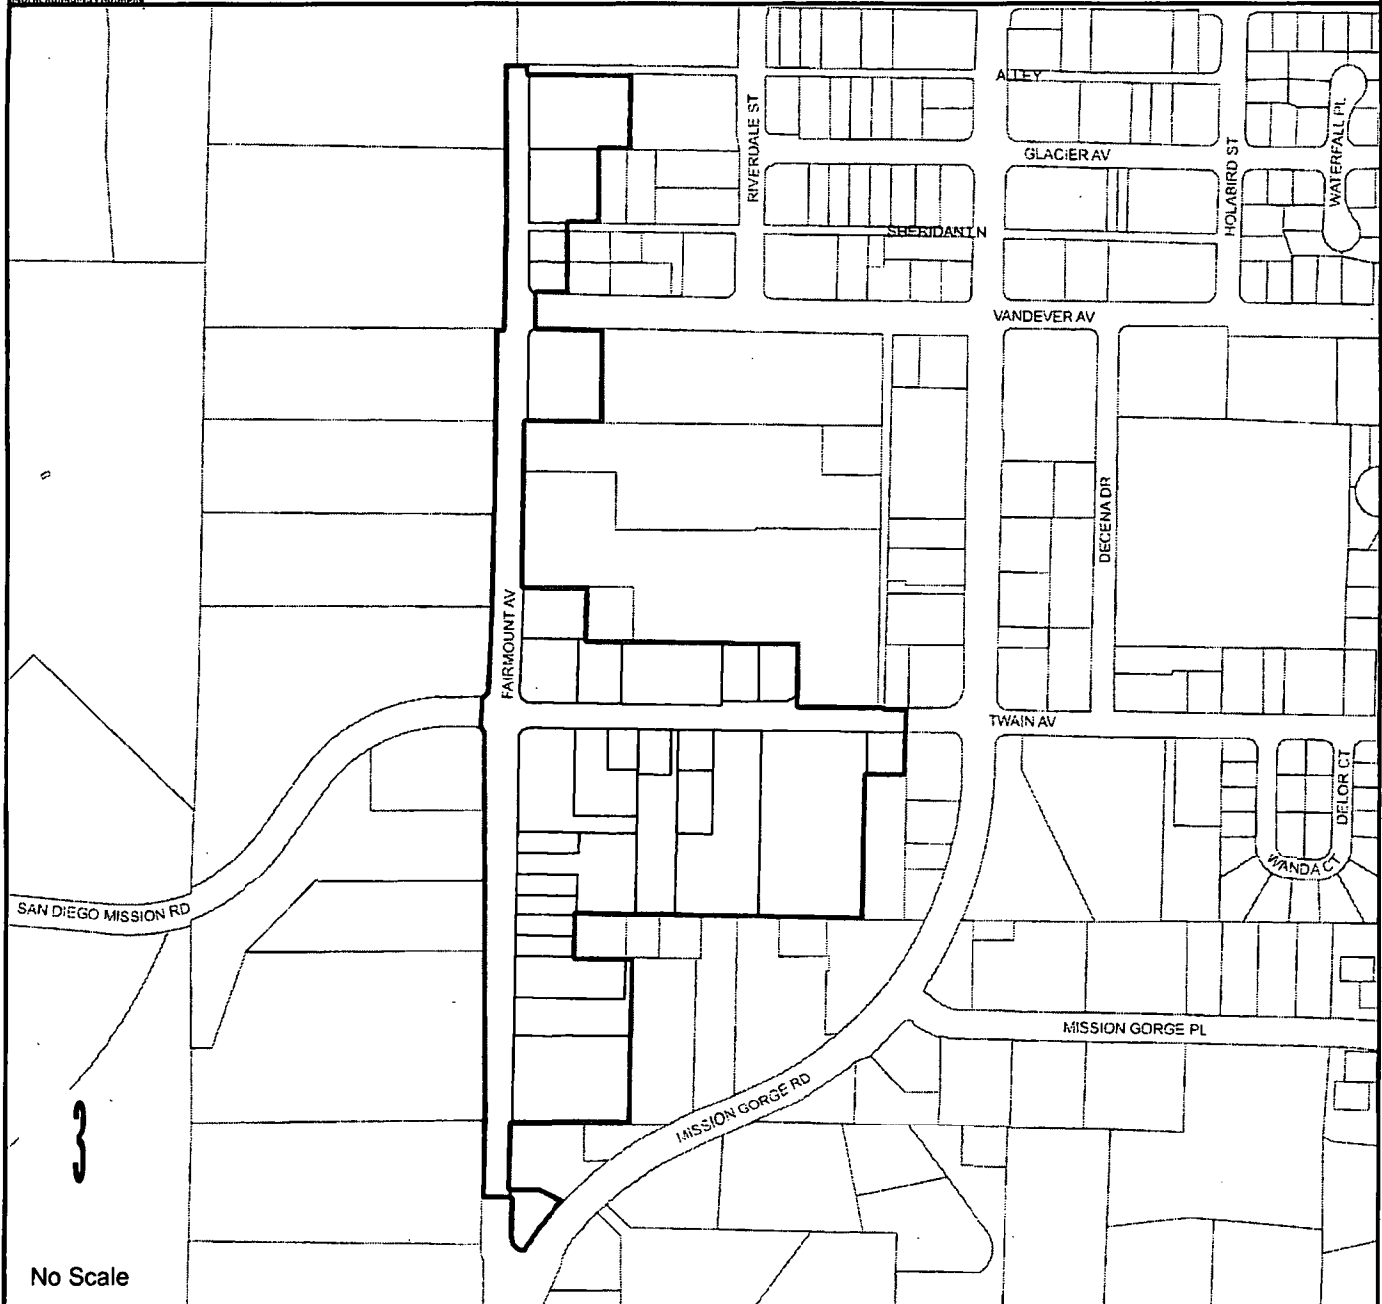 ALLEY
RIVERDALE ST
GLACIER AV
HOLABIRD ST
WATERFALL PL
SHERIDAN LN
VANDEVER AV
DECENA DR
FAIRMOUNT AV
TWAIN AV
DELOR CT
WANDA CT
SAN DIEGO MISSION RD
MISSION GORGE PL
MISSION GORGE RD
3
No Scale